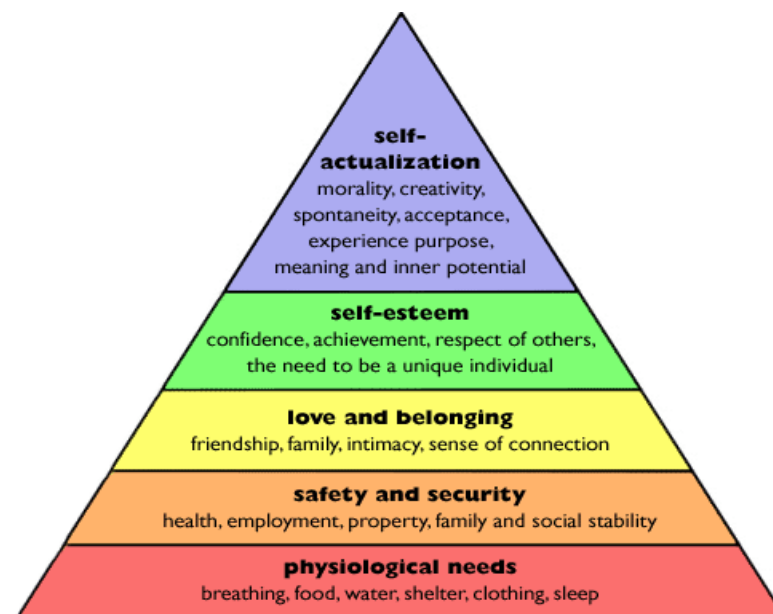 self-
actualization
morality, creativity,
spontaneity, acceptance,
experience purpose,
meaning and inner potential
self-esteem
confidence, achievement, respect of others,
the need to be a unique individual
love and belonging
friendship, family, intimacy, sense of connection
safety and security
health, employment, property, family and social stability
physiological needs
breathing, food, water, shelter, clothing, sleep